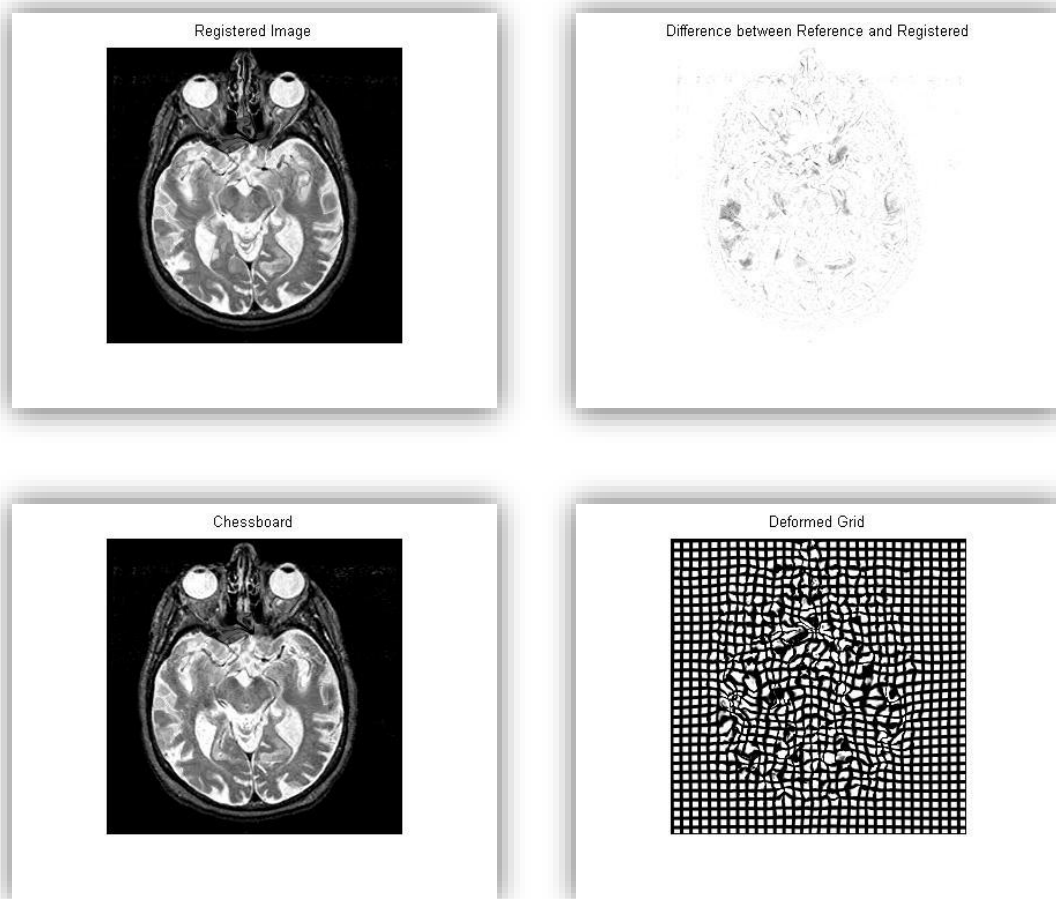 Registered Image
Difference between Reference and Registered
Chessboard
Deformed Grid